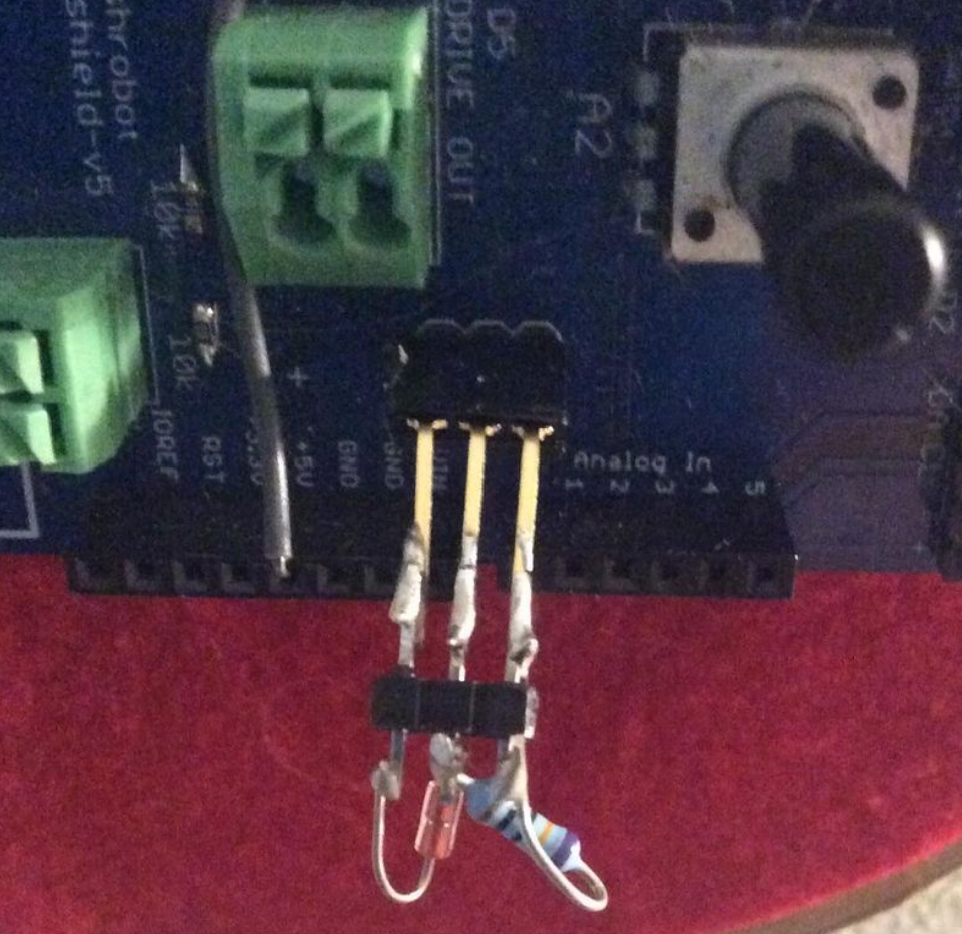 shrobot
shield-v5
D5
DRIVE OUT
A2
10k
10k
+
IOREF
RST
3.3V
+5V
GND
GND
VIN
Analog In
1
2
3
4
5